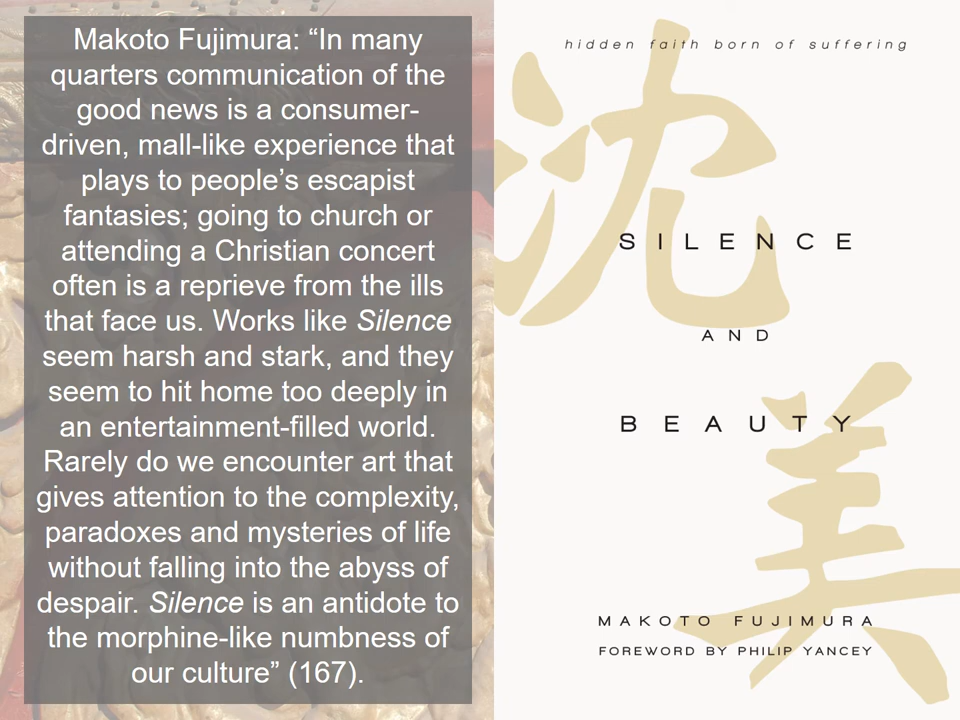 Makoto Fujimura: “In many
quarters communication of the
good news is a consumer-
driven, mall-like experience that
plays to people’s escapist
fantasies; going to church or
attending a Christian concert
often is a reprieve from the ills
that face us. Works like Silence
seem harsh and stark, and they
seem to hit home too deeply in
an entertainment-filled world.
Rarely do we encounter art that
gives attention to the complexity,
paradoxes and mysteries of life
without falling into the abyss of
despair. Silence is an antidote to
the morphine-like numbness of
our culture” (167).
hidden faith born of suffering
沈
SILENCE
AND
BEAUTY
美
MAKOTO FUJIMURA
FOREWORD BY PHILIP YANCEY